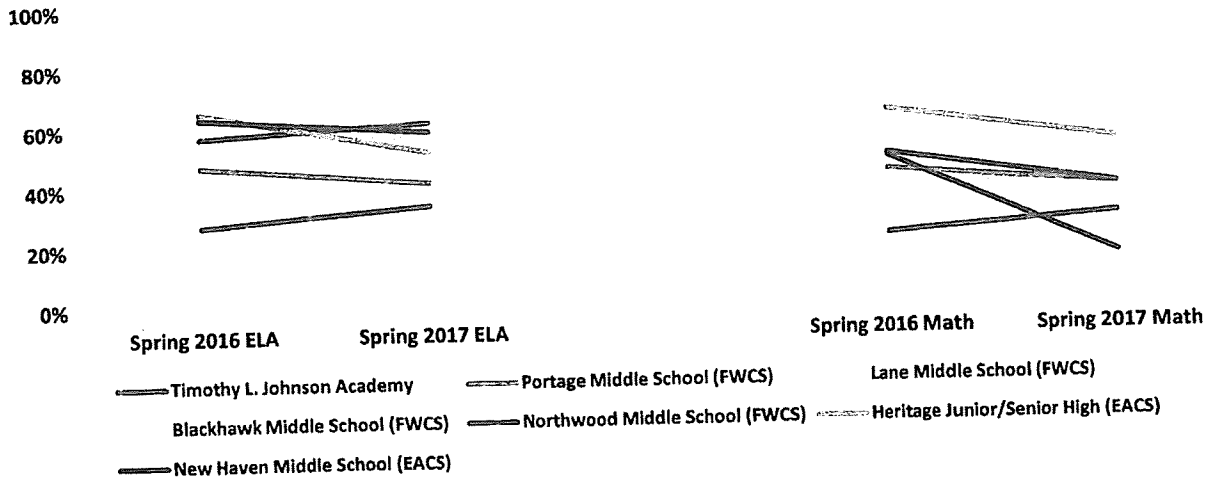 100%
80%
60%
40%
20%
0%
Spring 2016 ELA Spring 2017 ELA Spring 2016 Math Spring 2017 Math
Timothy L. Johnson Academy Portage Middle School (FWCS) Lane Middle School (FWCS)
Blackhawk Middle School (FWCS) Northwood Middle School (FWCS) Heritage Junior/Senior High (EACS)
New Haven Middle School (EACS)